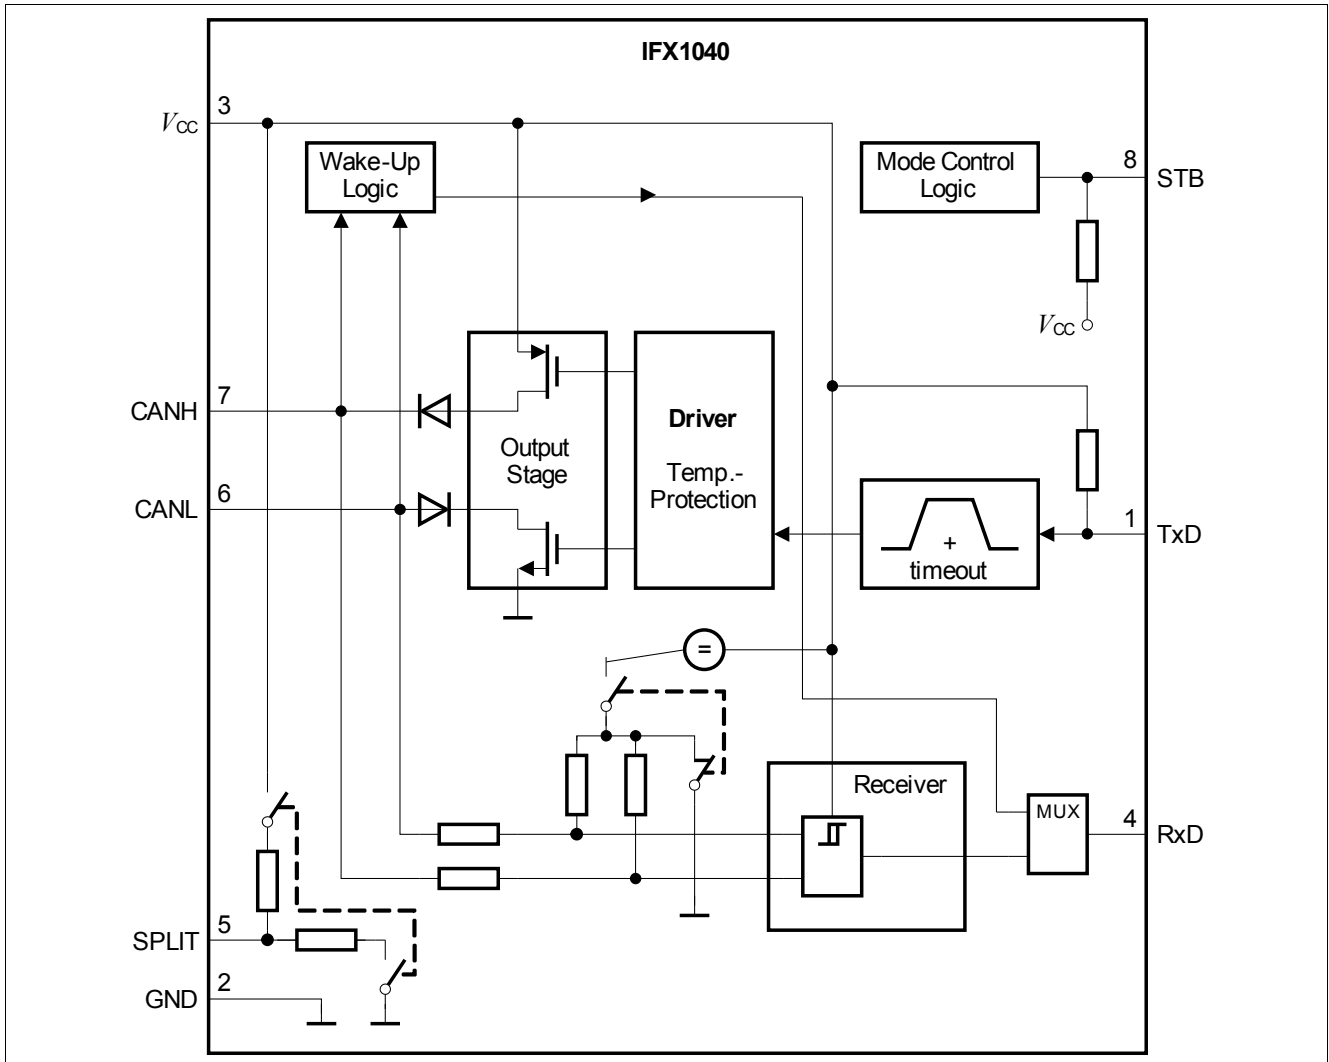 IFX1040
3
VCC
Wake-Up
Logic
Mode Control
Logic
8
STB
VCC
7
CANH
Driver
Output
Stage
Temp.-
Protection
6
CANL
1
TxD
+
timeout
=
Receiver
MUX
4
RxD
5
SPLIT
2
GND